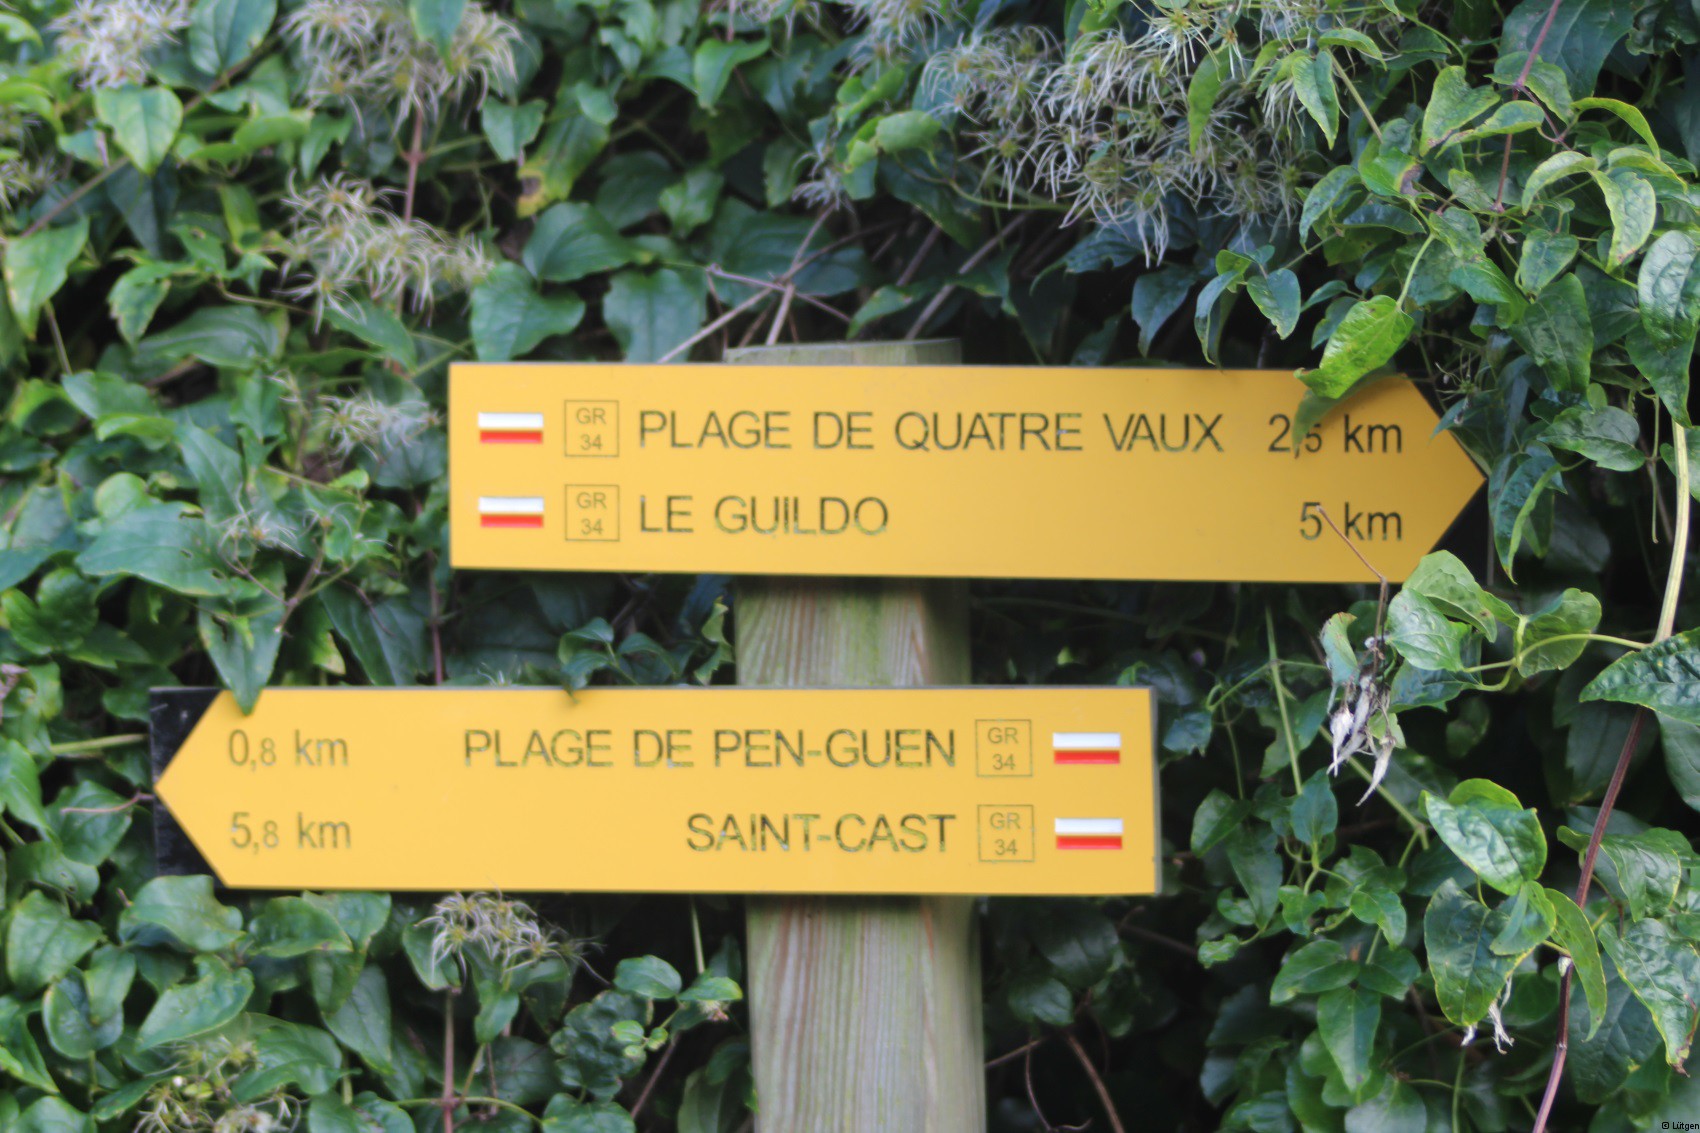 GR 34 PLAGE DE QUATRE VAUX 2,5 km
GR 34 LE GUILDO 5 km
0,8 km PLAGE DE PEN-GUEN GR 34
5,8 km SAINT-CAST GR 34
© Lütgen